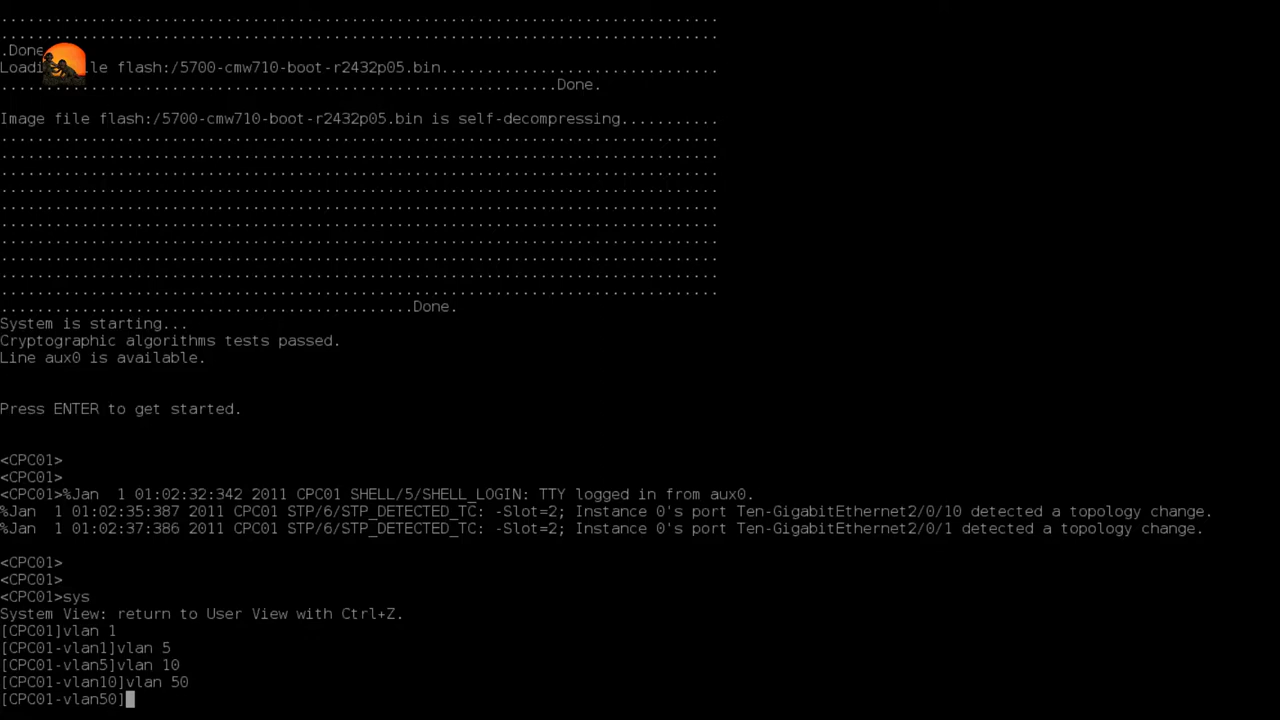 ...............................................................................
...............................................................................
.Done
Loadi le flash:/5700-cmw710-boot-r2432p05.bin...............................
..............................................................Done.
Image file flash:/5700-cmw710-boot-r2432p05.bin is self-decompressing...........
................................................................................
................................................................................
................................................................................
................................................................................
................................................................................
................................................................................
................................................................................
................................................................................
................................................................................
................................................................................
..............................................Done.
System is starting...
Cryptographic algorithms tests passed.
Line aux0 is available.
Press ENTER to get started.
<CPC01>
<CPC01>
<CPC01>%Jan  1 01:02:32:342 2011 CPC01 SHELL/5/SHELL_LOGIN: TTY logged in from aux0.
%Jan  1 01:02:35:387 2011 CPC01 STP/6/STP_DETECTED_TC: -Slot=2; Instance 0's port Ten-GigabitEthernet2/0/10 detected a topology change.
%Jan  1 01:02:37:386 2011 CPC01 STP/6/STP_DETECTED_TC: -Slot=2; Instance 0's port Ten-GigabitEthernet2/0/1 detected a topology change.
<CPC01>
<CPC01>
<CPC01>sys
System View: return to User View with Ctrl+Z.
[CPC01]vlan 1
[CPC01-vlan1]vlan 5
[CPC01-vlan5]vlan 10
[CPC01-vlan10]vlan 50
[CPC01-vlan50]